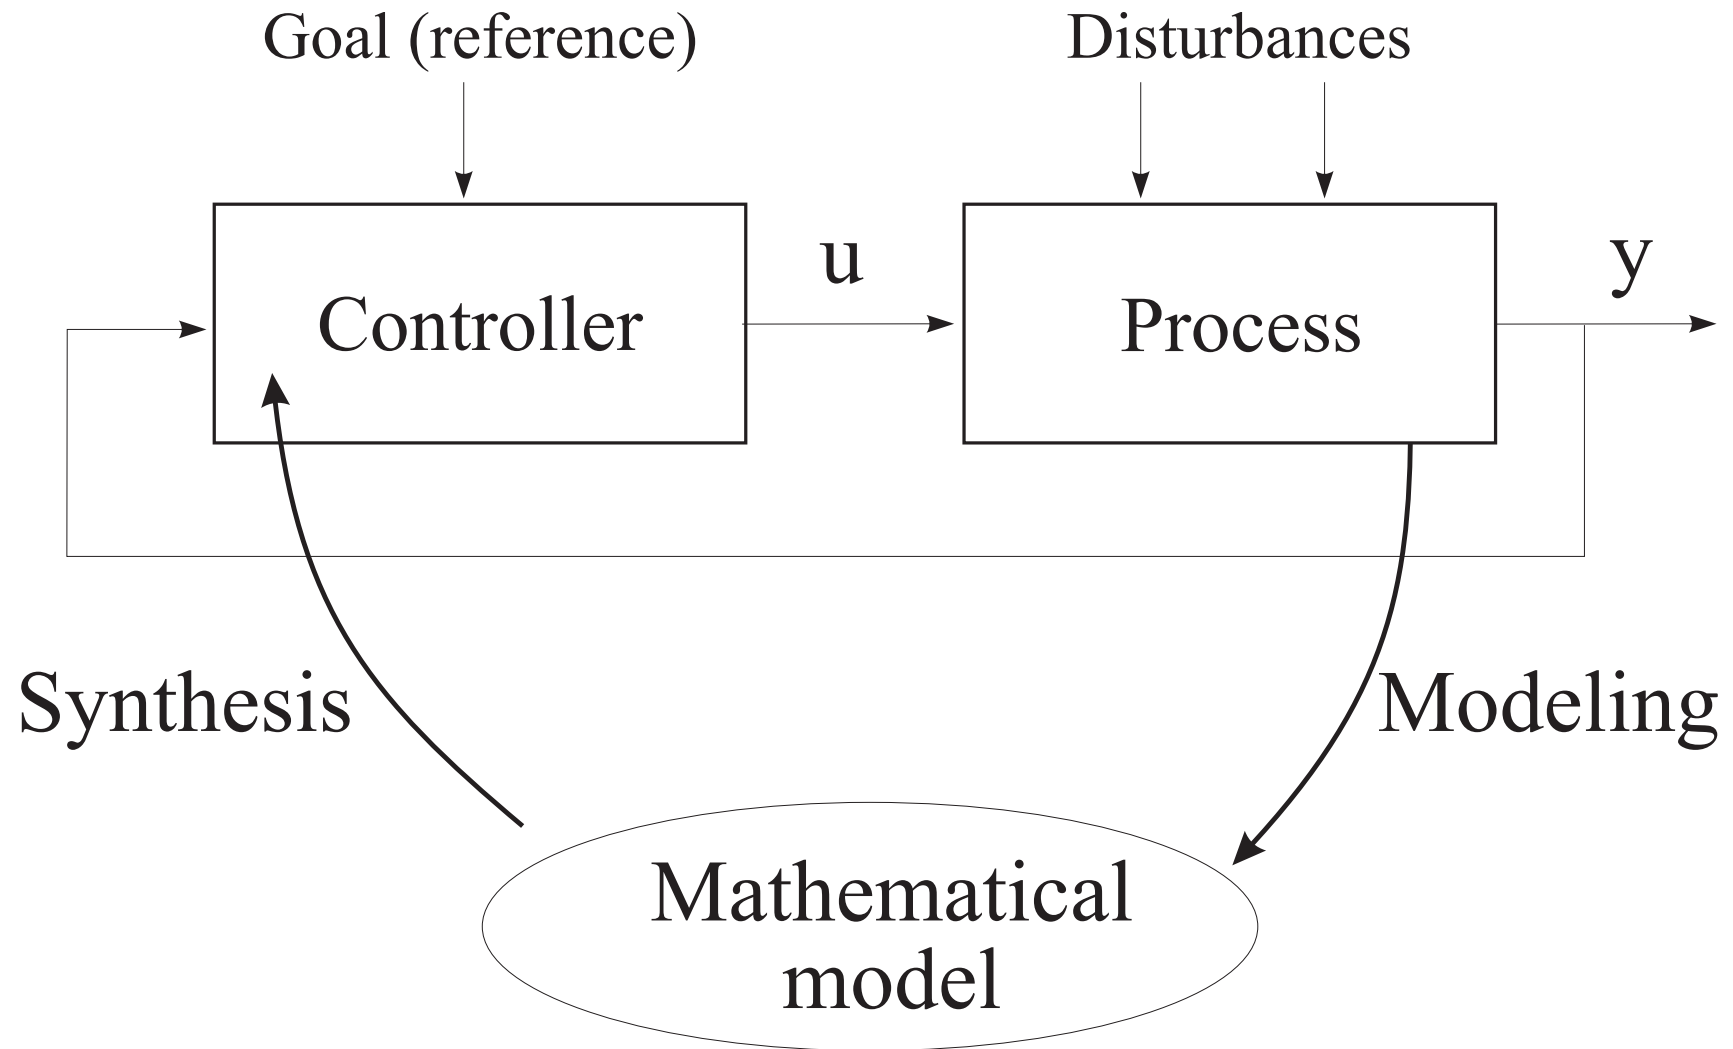 Goal (reference)
Disturbances
u
y
Controller
Process
Synthesis
Modeling
Mathematical
model